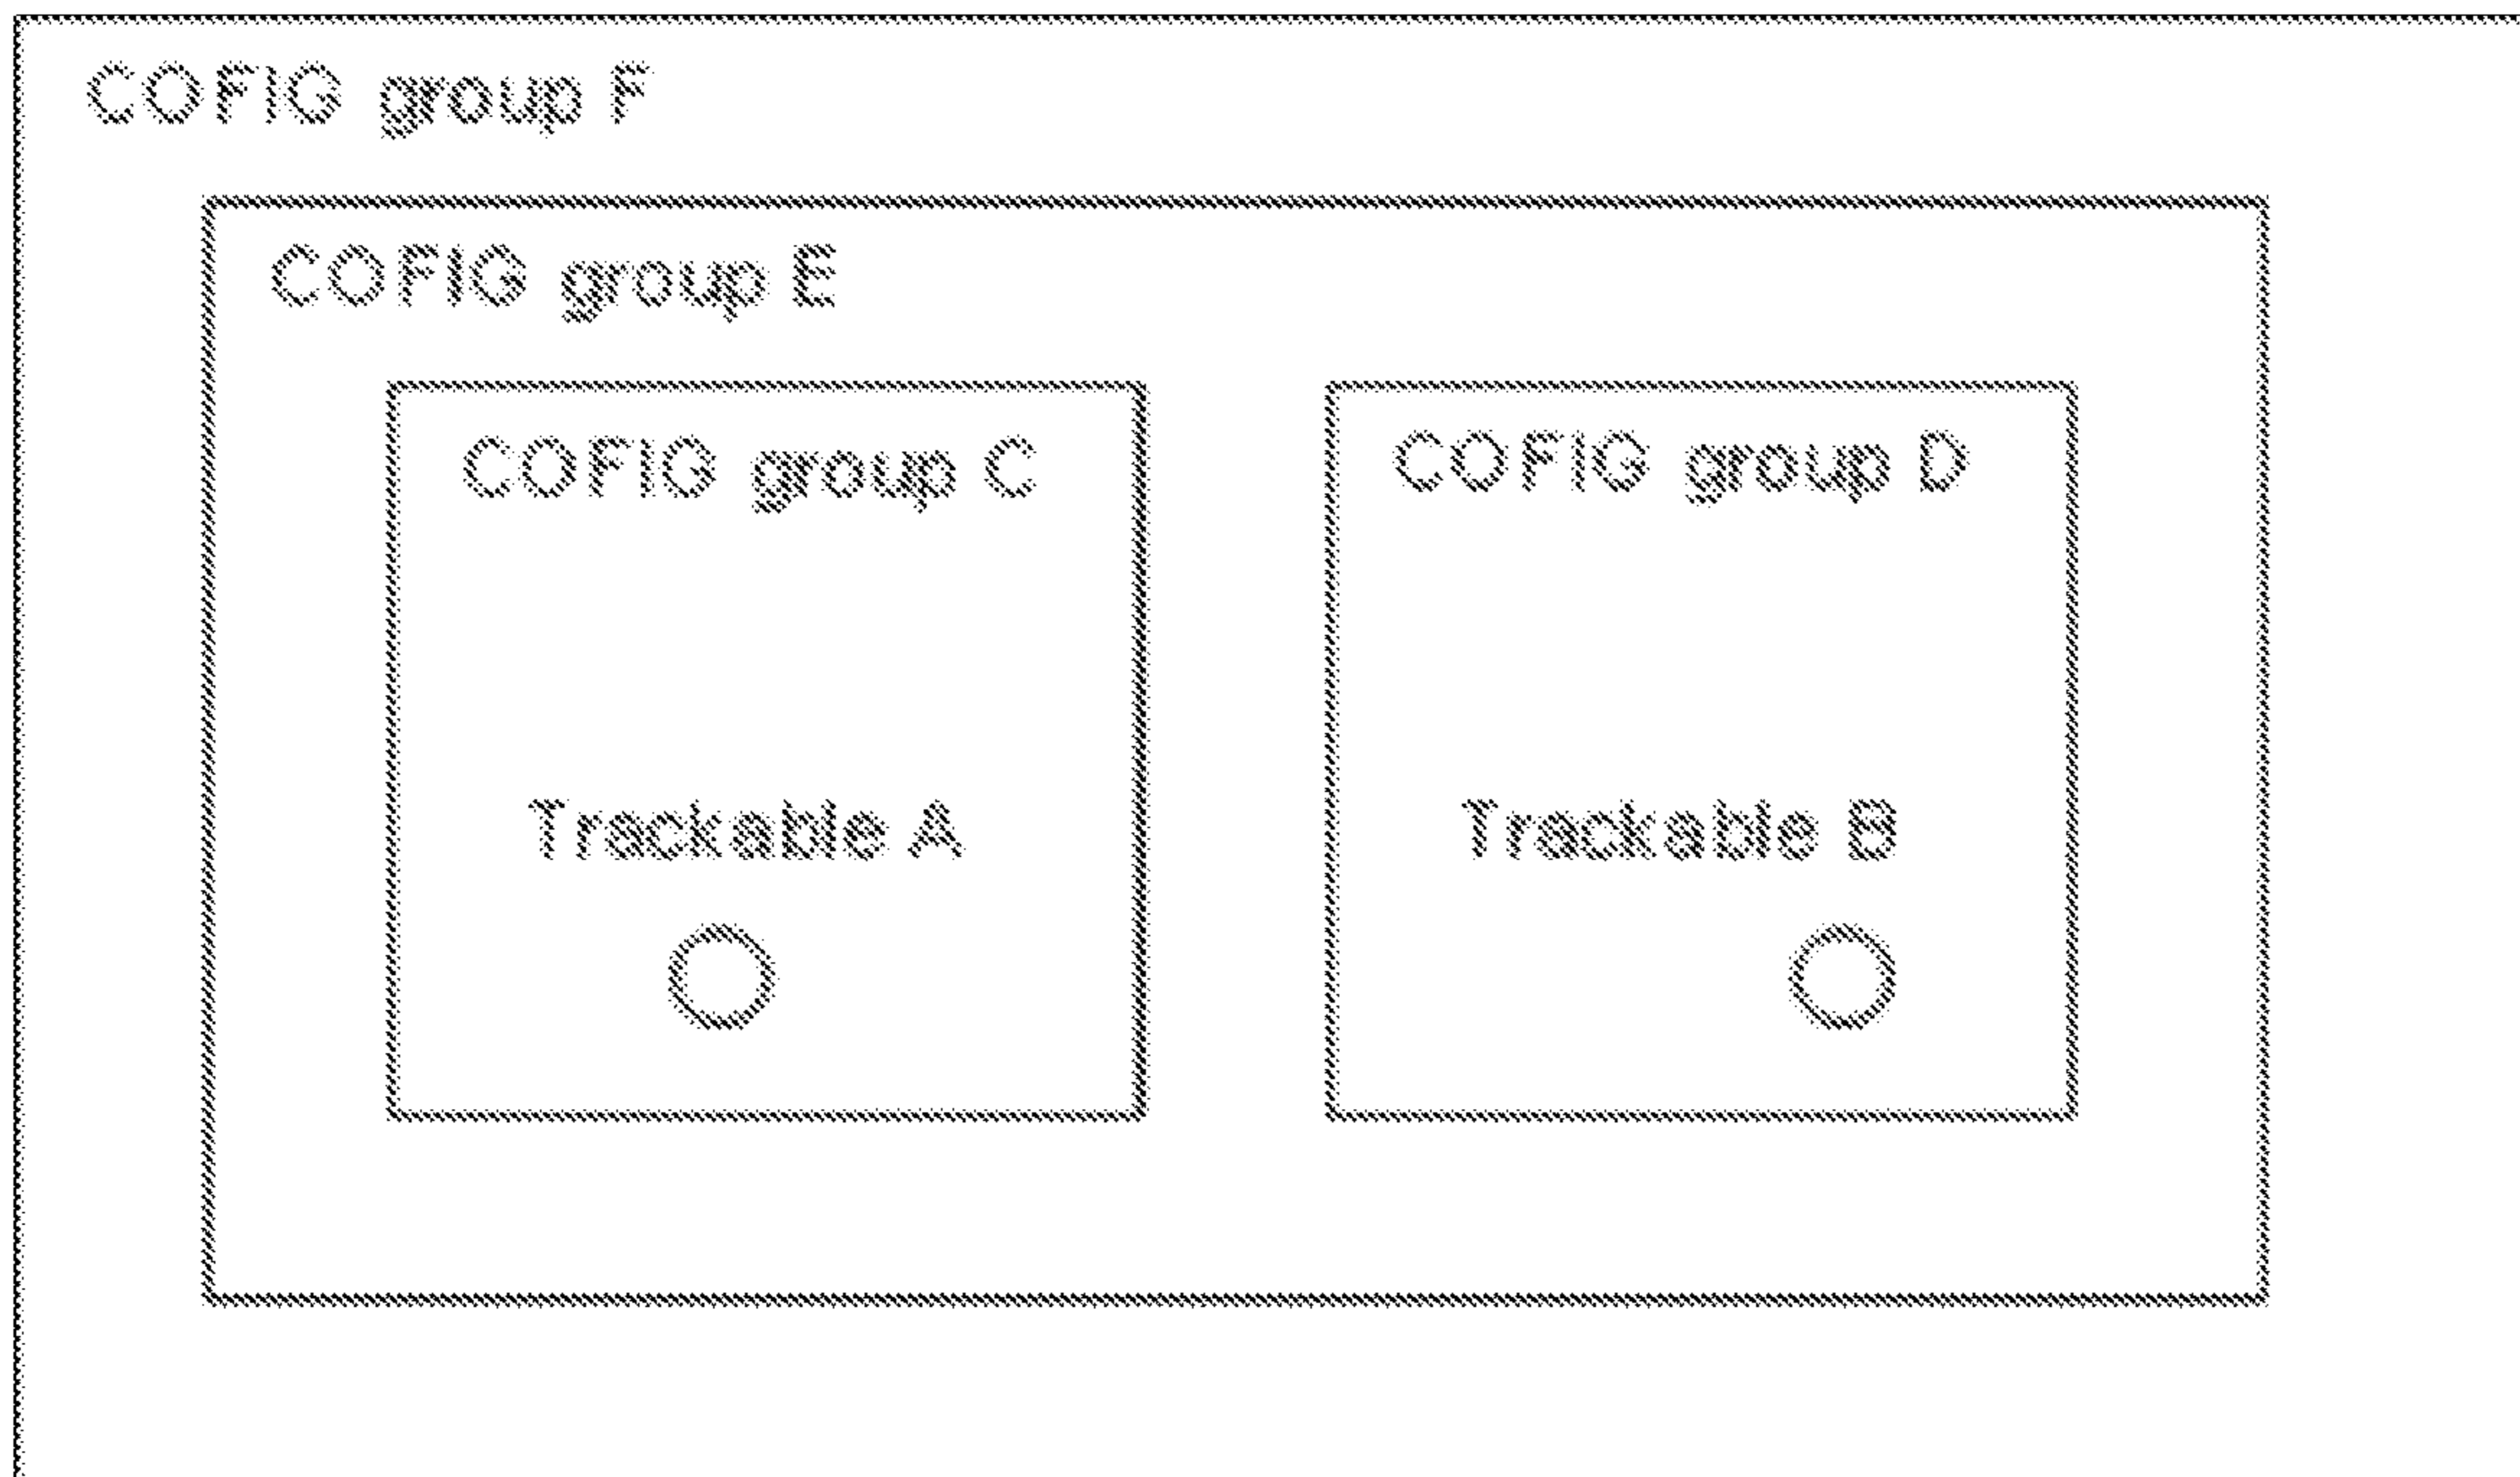 COFIG group F
COFIG group E
COFIG group C
COFIG group D
Trackable A
Trackable B